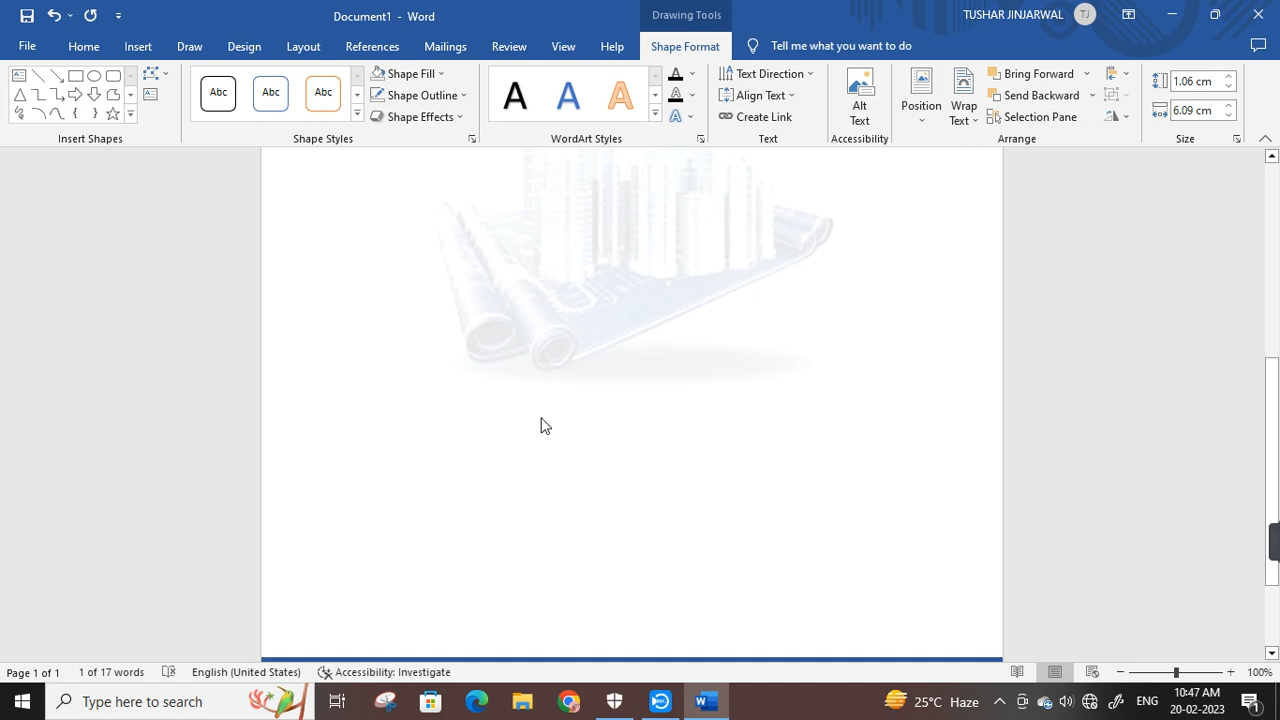 Document1 - Word
Drawing Tools
TUSHAR JINJARWAL TJ
File Home Insert Draw Design Layout References Mailings Review View Help Shape Format Tell me what you want to do
Abc Abc Abc
Shape Fill
Shape Outline
Shape Effects
A A A
A
A
A
Text Direction
Align Text
Create Link
Alt Text
Position
Wrap Text
Bring Forward
Send Backward
Selection Pane
1.06 cm
6.09 cm
Insert Shapes Shape Styles WordArt Styles Text Accessibility Arrange Size
Page 1 of 1 1 of 17 words English (United States) Accessibility: Investigate 100%
Type here to search 25°C Haze ENG 10:47 AM
20-02-2023 1